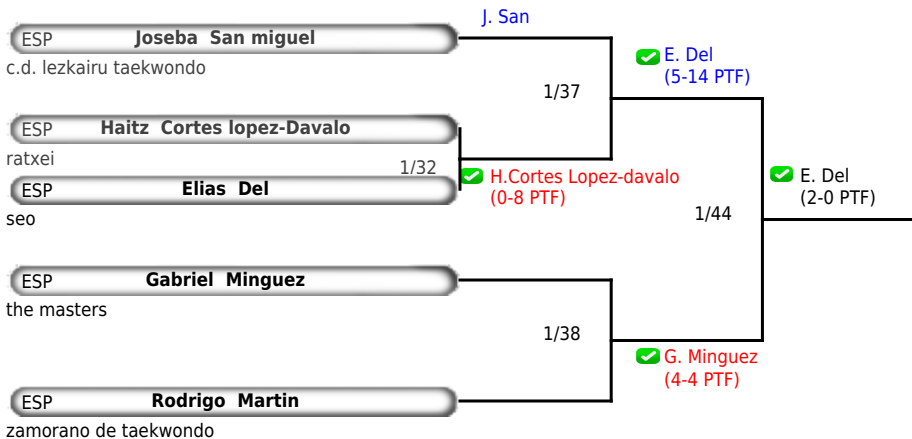 J. San
ESP Joseba San miguel
c.d. lezkairu taekwondo
E. Del
(5-14 PTF)
1/37
ESP Haitz Cortes lopez-Davalo
ratxei
1/32
H.Cortes Lopez-davalo
(0-8 PTF)
E. Del
(2-0 PTF)
ESP Elias Del
seo
1/44
ESP Gabriel Minguez
the masters
1/38
G. Minguez
(4-4 PTF)
ESP Rodrigo Martin
zamorano de taekwondo